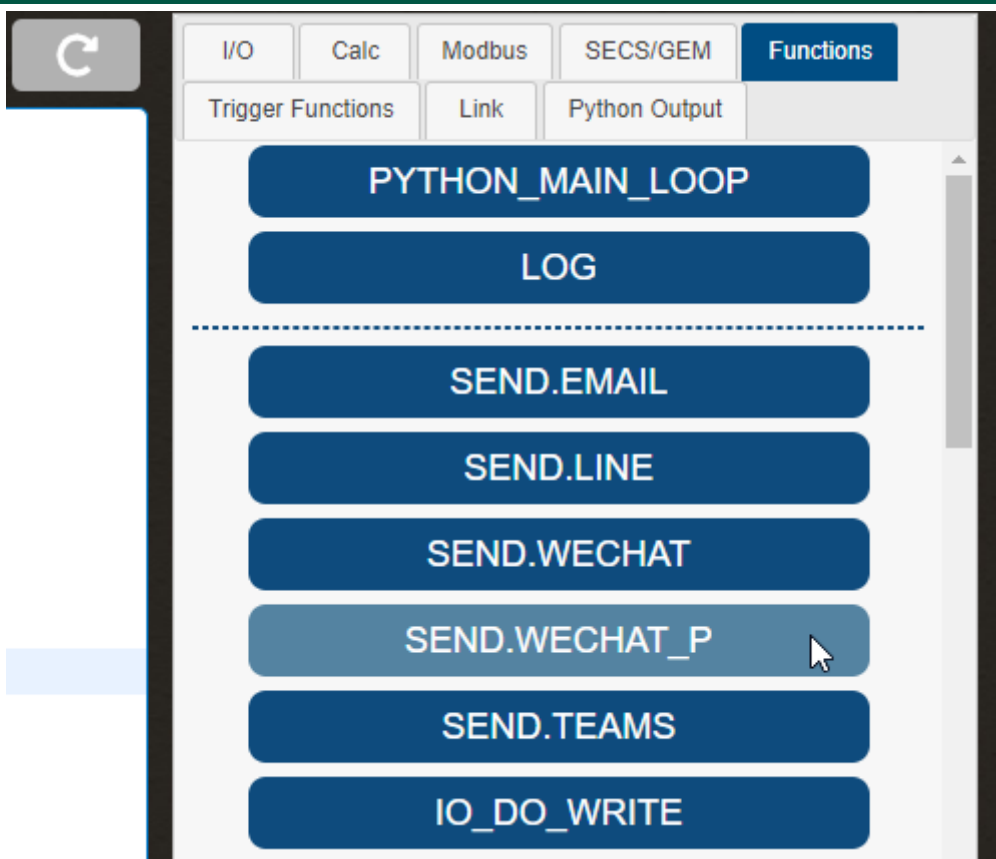 I/O Calc Modbus SECS/GEM Functions
Trigger Functions Link Python Output
PYTHON_MAIN_LOOP
LOG
SEND.EMAIL
SEND.LINE
SEND.WECHAT
SEND.WECHAT_P
SEND.TEAMS
IO_DO_WRITE